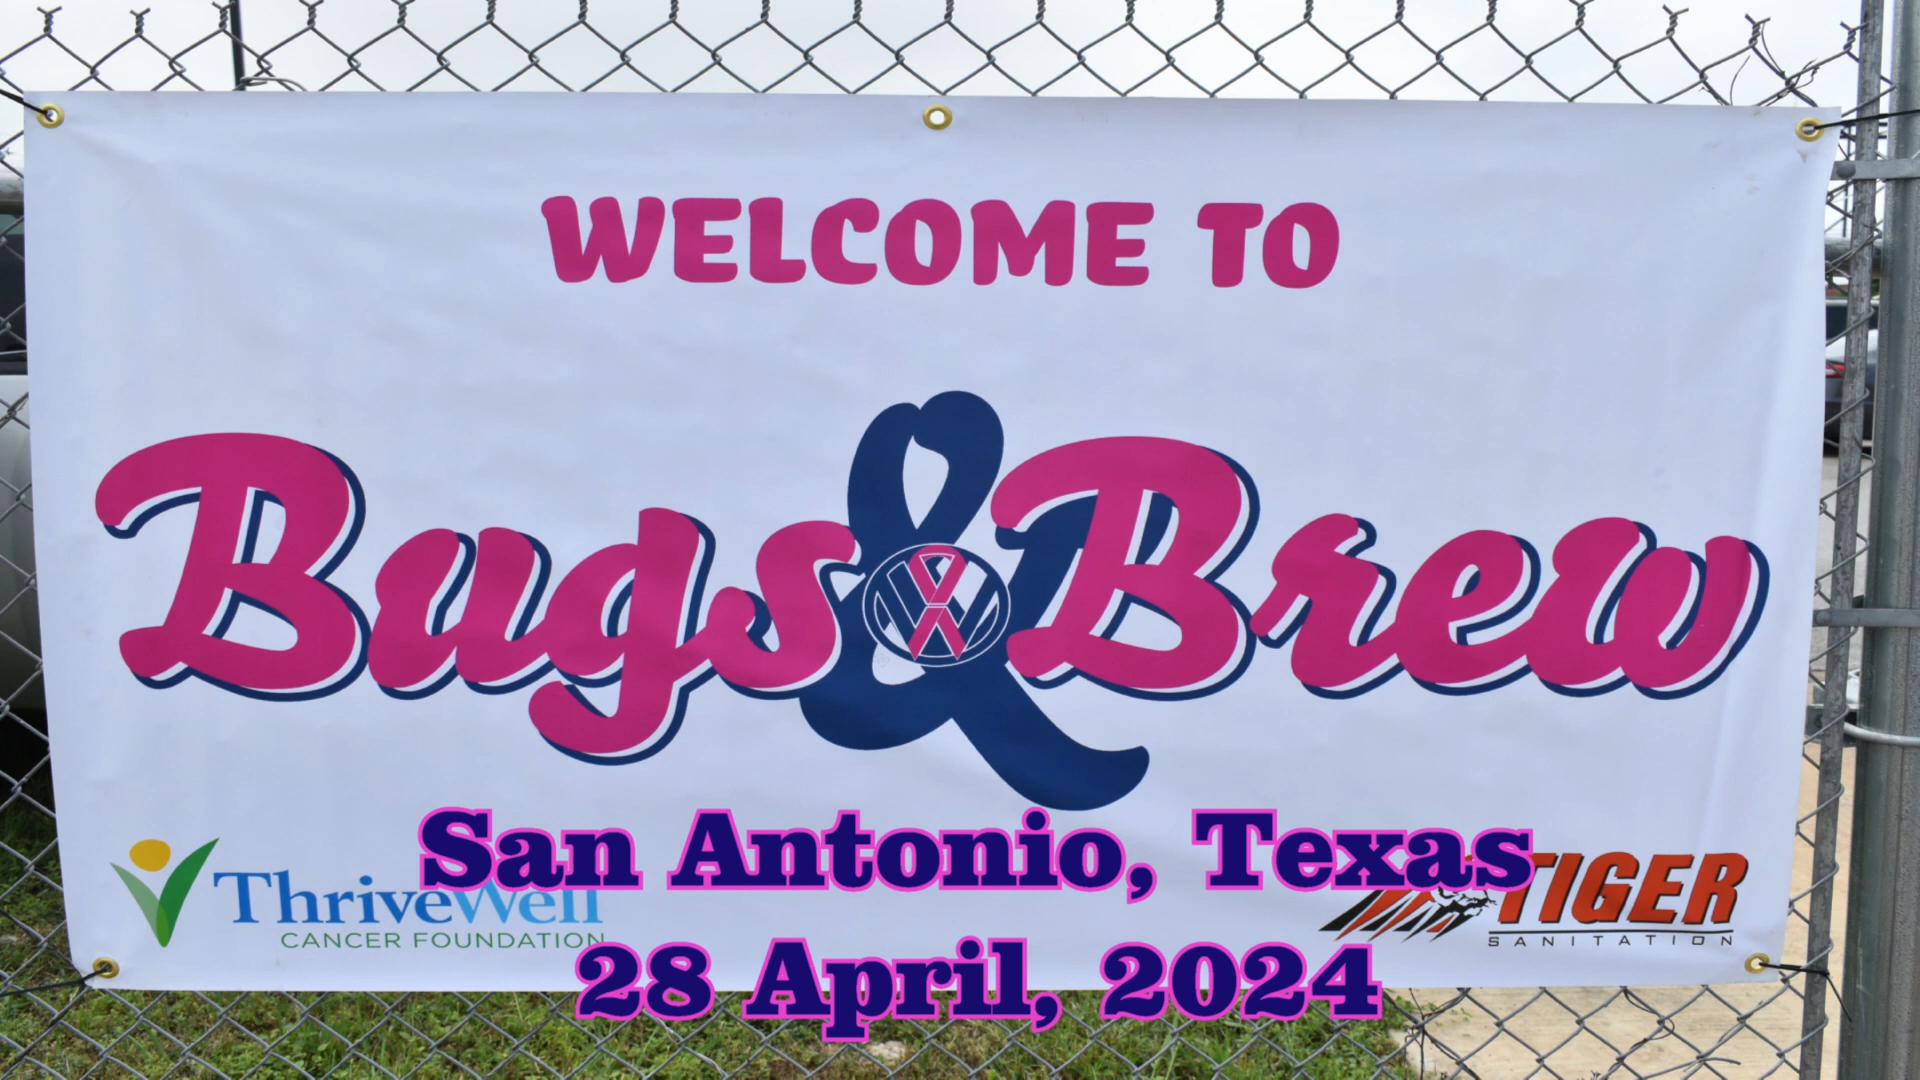 WELCOME TO
Bugs & Brew
San Antonio, Texas
ThriveWell
CANCER FOUNDATION
TIGER
SANITATION
28 April, 2024